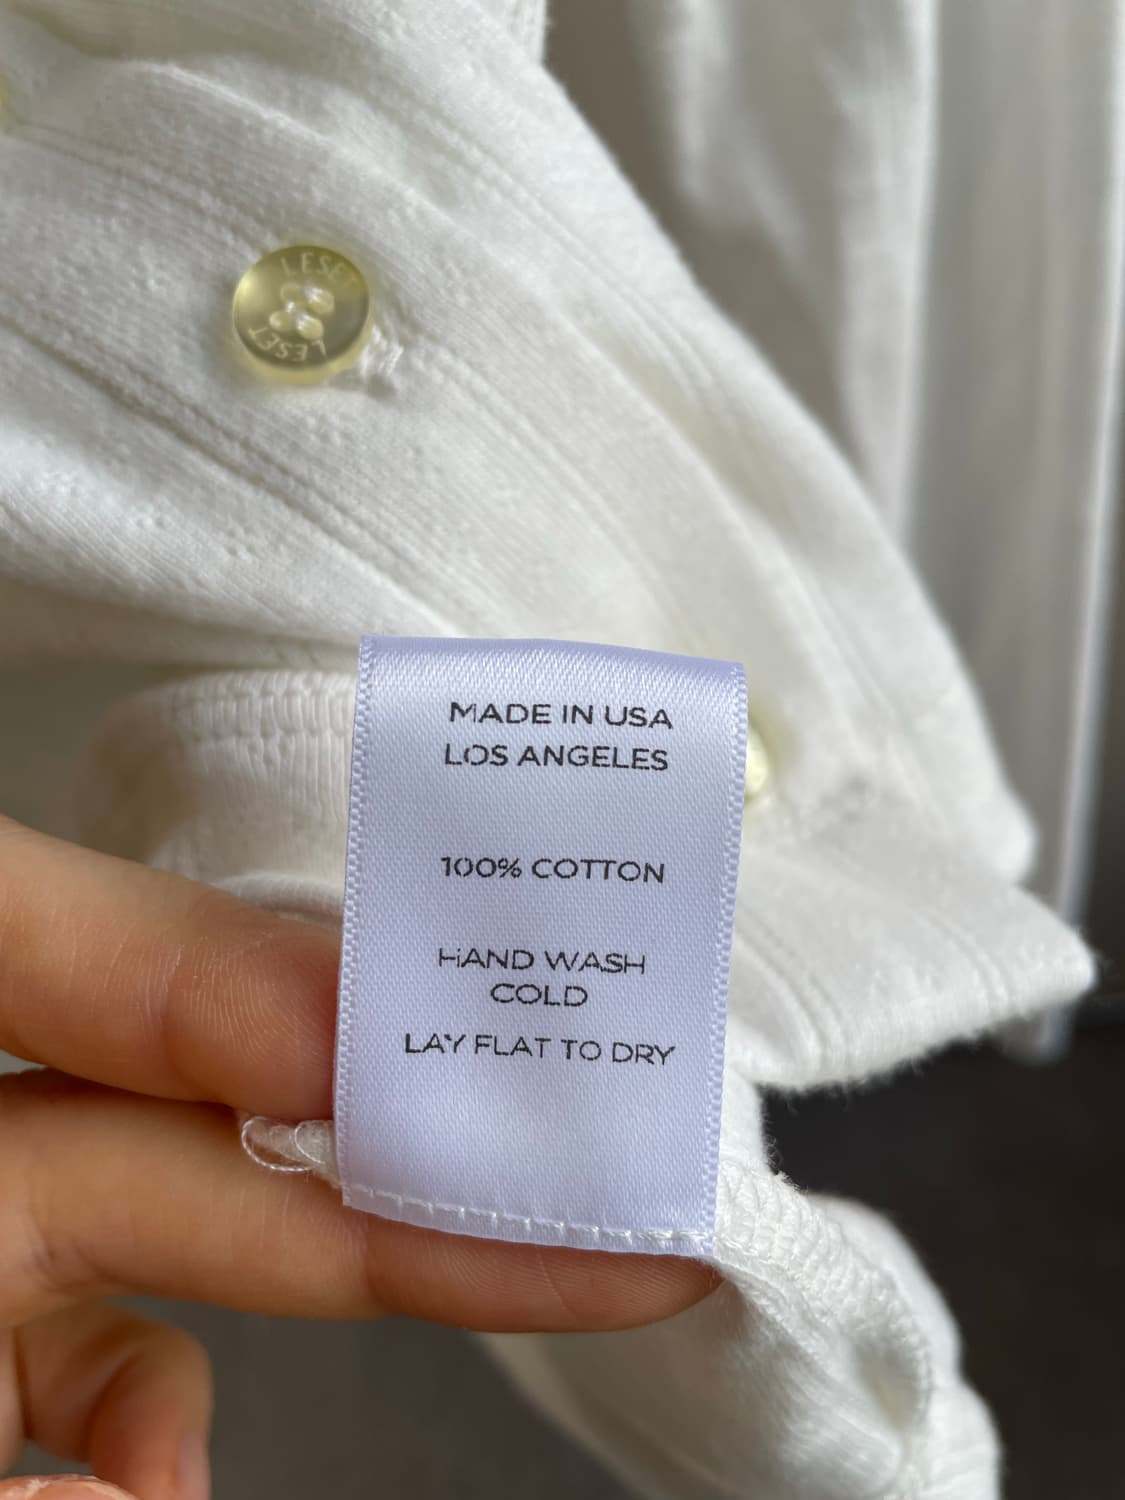 LESET
LESET
MADE IN USA
LOS ANGELES
100% COTTON
HAND WASH
COLD
LAY FLAT TO DRY